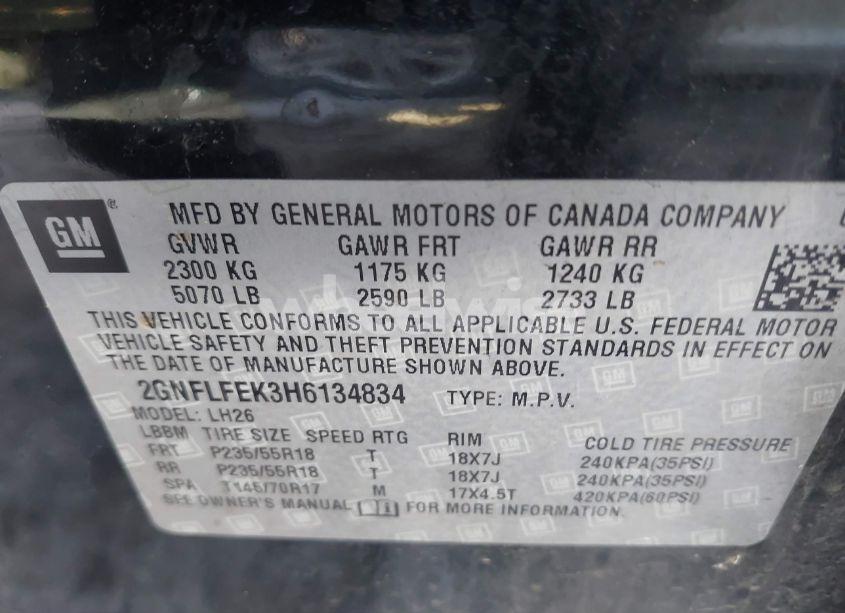 GM ® MFD BY GENERAL MOTORS OF CANADA COMPANY
GVWR GAWR FRT GAWR RR
2300 KG 1175 KG 1240 KG
5070 LB 2590 LB 2733 LB
THIS VEHICLE CONFORMS TO ALL APPLICABLE U.S. FEDERAL MOTOR
VEHICLE SAFETY AND THEFT PREVENTION STANDARDS IN EFFECT ON
THE DATE OF MANUFACTURE SHOWN ABOVE.
2GNFLFEK3H6134834 TYPE: M.P.V.
MODEL: LH26
LBBM TIRE SIZE SPEED RTG RIM COLD TIRE PRESSURE
FRT P235/55R18 T 18X7J 240KPA(35PSI)
RR P235/55R18 T 18X7J 240KPA(35PSI)
SPA T145/70R17 M 17X4.5T 420KPA(60PSI)
SEE OWNER'S MANUAL FOR MORE INFORMATION.